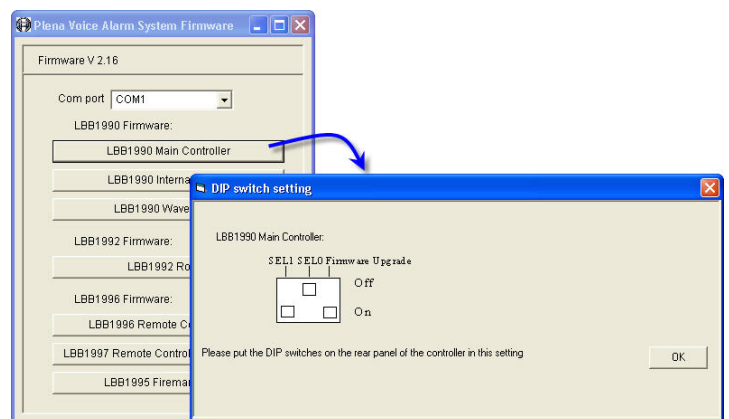 Plena Voice Alarm System Firmware
Firmware V 2.16
Com port COM1
LBB1990 Firmware:
LBB1990 Main Controller
LBB1990 Interna
LBB1990 Wave
LBB1992 Firmware:
LBB1992 Ro
LBB1996 Firmware:
LBB1996 Remote Co
LBB1997 Remote Control
LBB1995 Firemar
DIP switch setting
LBB1990 Main Controller:
SEL1 SEL0 Firmware Upgrade
Off
On
Please put the DIP switches on the rear panel of the controller in this setting
OK